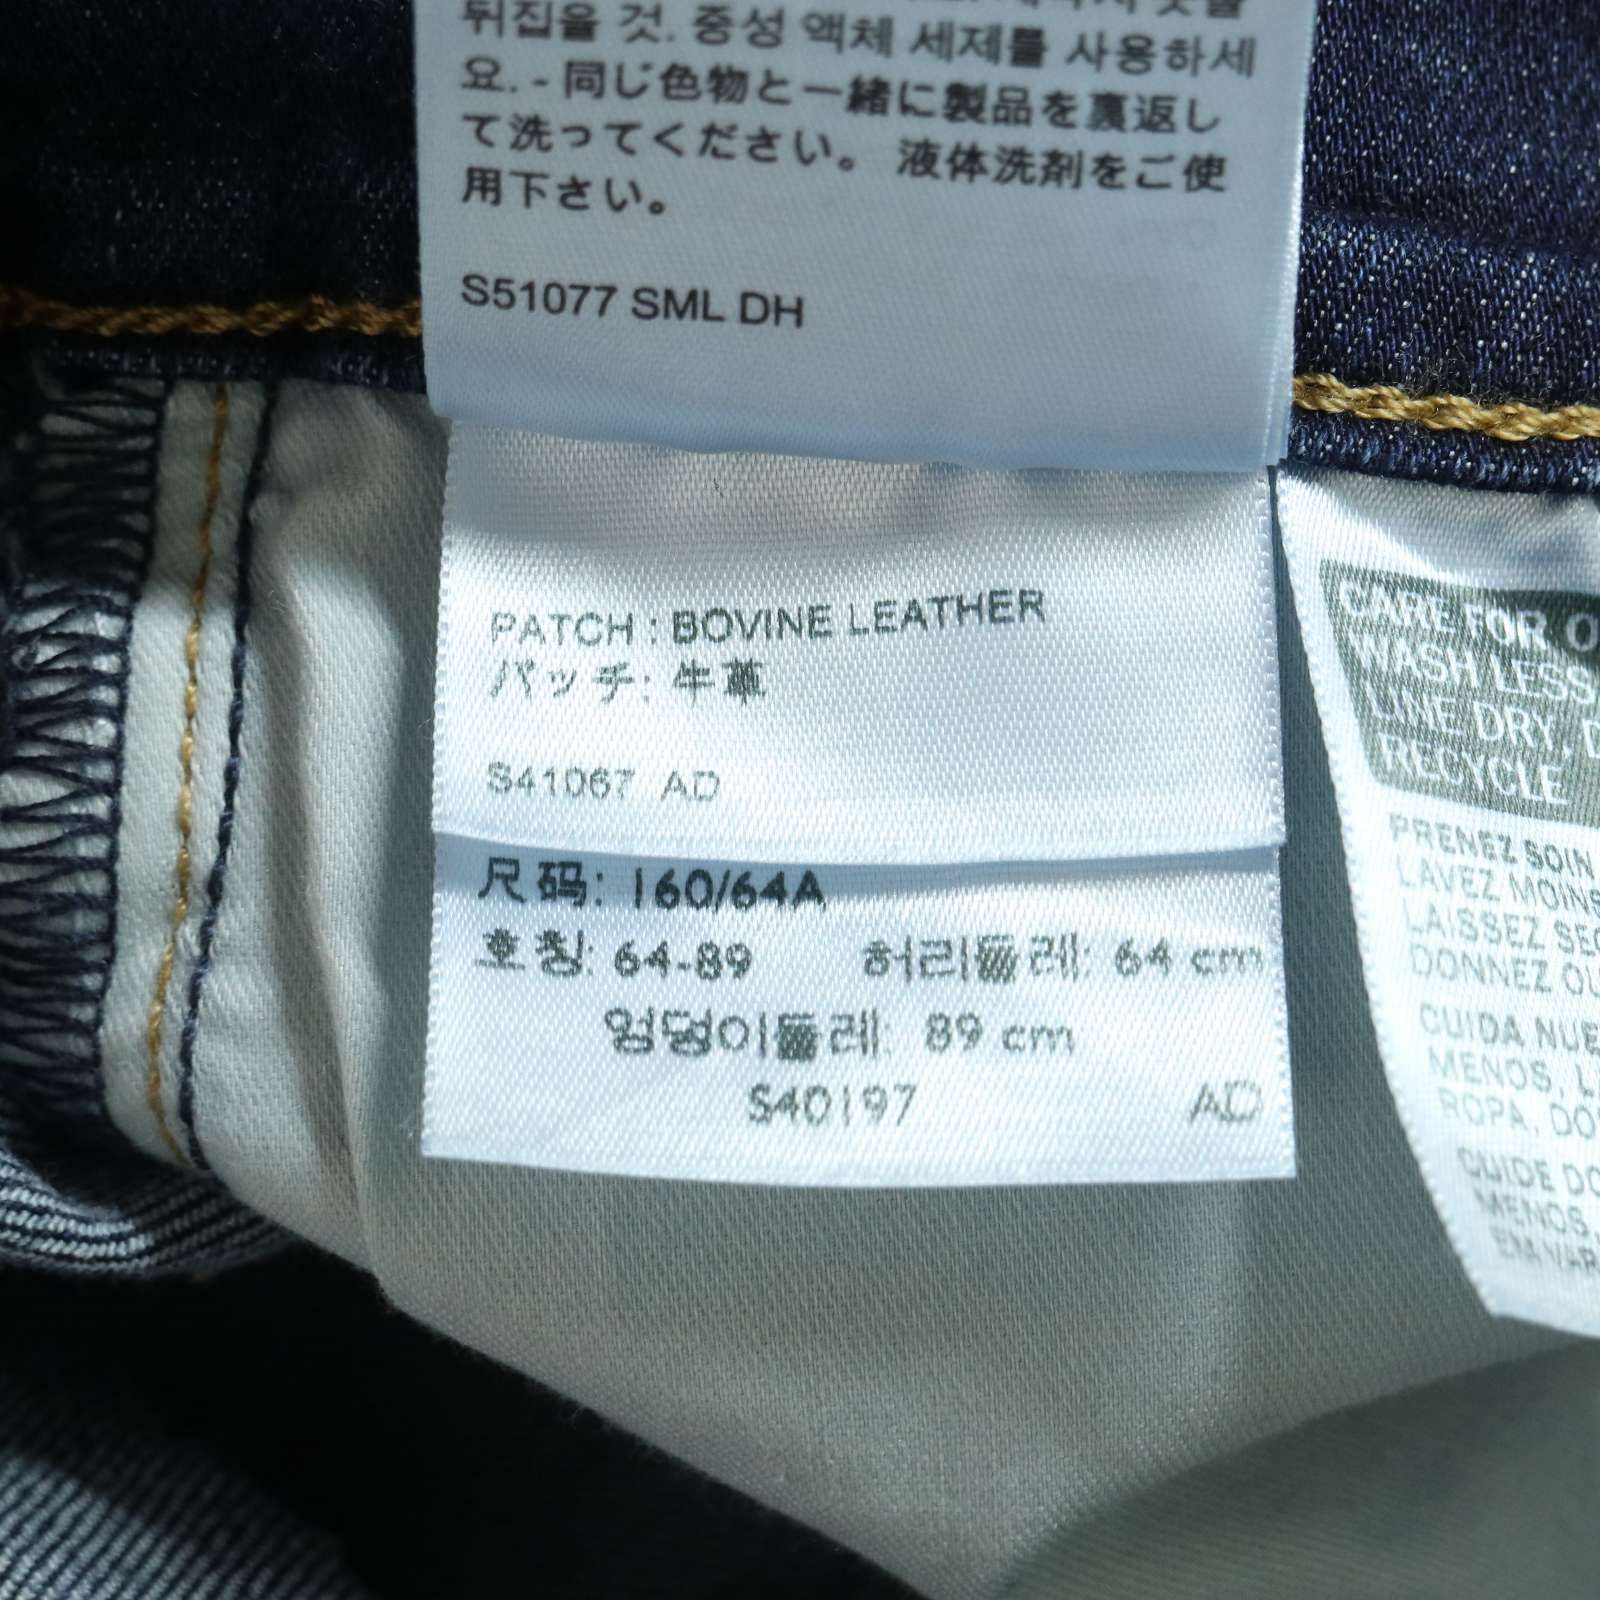 뒤집을 것. 중성 액체 세제를 사용하세
요. - 同じ色物と一緒に製品を裏返し
て洗ってください。 液体洗剤をご使
用下さい。
S51077 SML DH
PATCH : BOVINE LEATHER
パッチ: 牛革
S41067 AD
尺码: 160/64A
호칭: 64-89 허리둘레: 64 cm
엉덩이둘레: 89 cm
S40197 AD
CARE FOR O
WASH LESS,
LINE DRY, D
RECYCLE
PRENEZ SOIN
LAVEZ MOINS
LAISSEZ SEC
DONNEZ OU
CUIDA NUE
MENOS, L
ROPA, DO
CUIDE DO
MENOS,
EM VAR